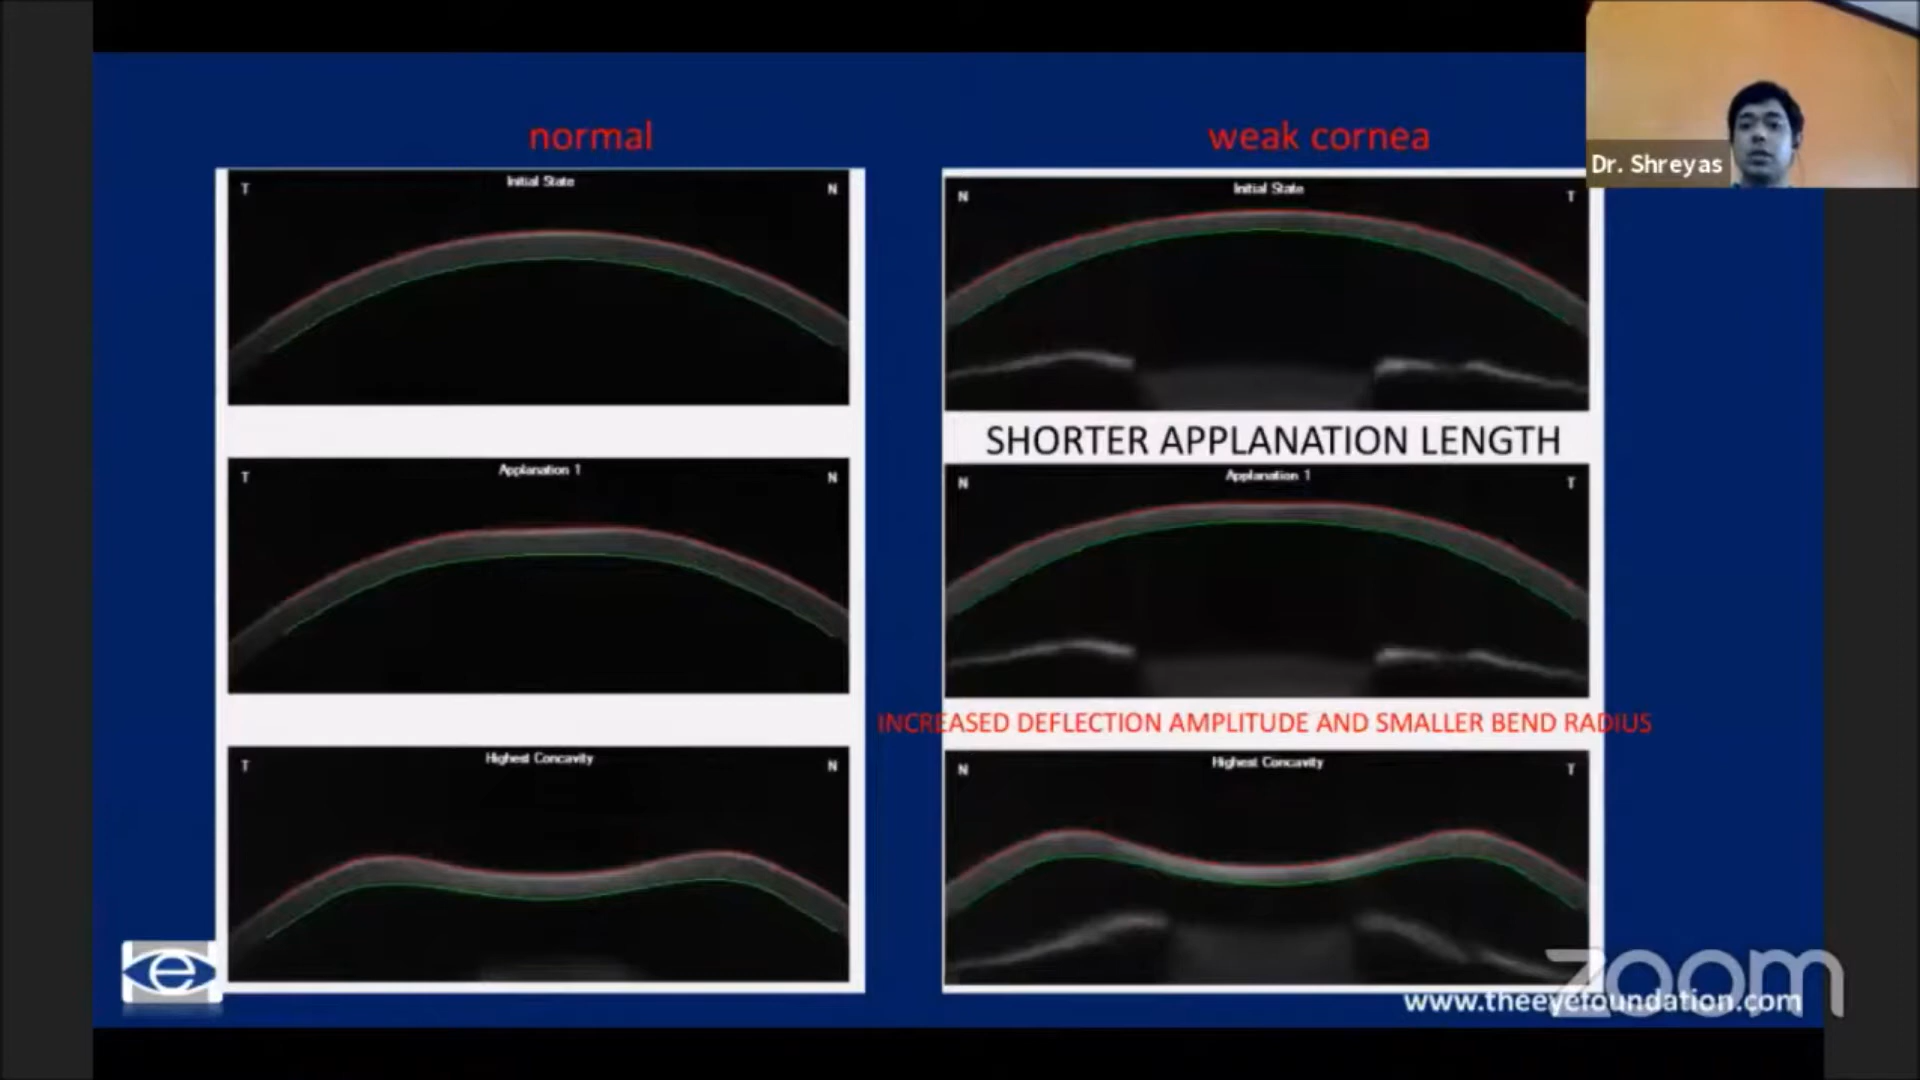 normal
T
Initial State
N
T
Applanation 1
N
T
Highest Concavity
N
weak cornea
N
Initial State
T
SHORTER APPLANATION LENGTH
N
Applanation 1
T
INCREASED DEFLECTION AMPLITUDE AND SMALLER BEND RADIUS
N
Highest Concavity
T
Dr. Shreyas
e
zoom
www.theeyefoundation.com